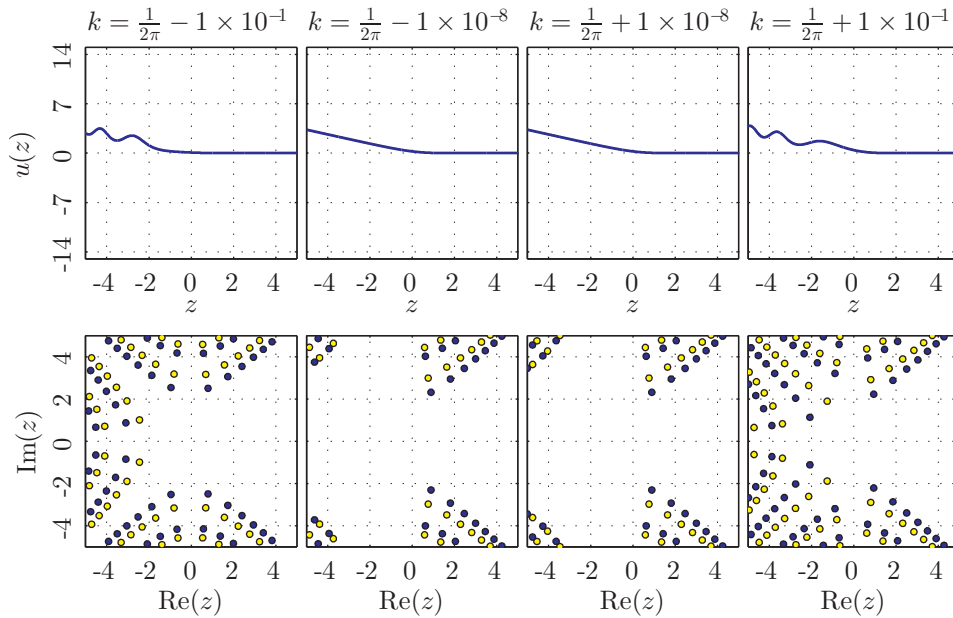 k = 1/2π − 1 × 10⁻¹ k = 1/2π − 1 × 10⁻⁸ k = 1/2π + 1 × 10⁻⁸ k = 1/2π + 1 × 10⁻¹
14
7
0
-7
-14
u(z)
-4 -2 0 2 4 -4 -2 0 2 4 -4 -2 0 2 4 -4 -2 0 2 4
z z z z
4
2
0
-2
-4
Im(z)
-4 -2 0 2 4 -4 -2 0 2 4 -4 -2 0 2 4 -4 -2 0 2 4
Re(z) Re(z) Re(z) Re(z)